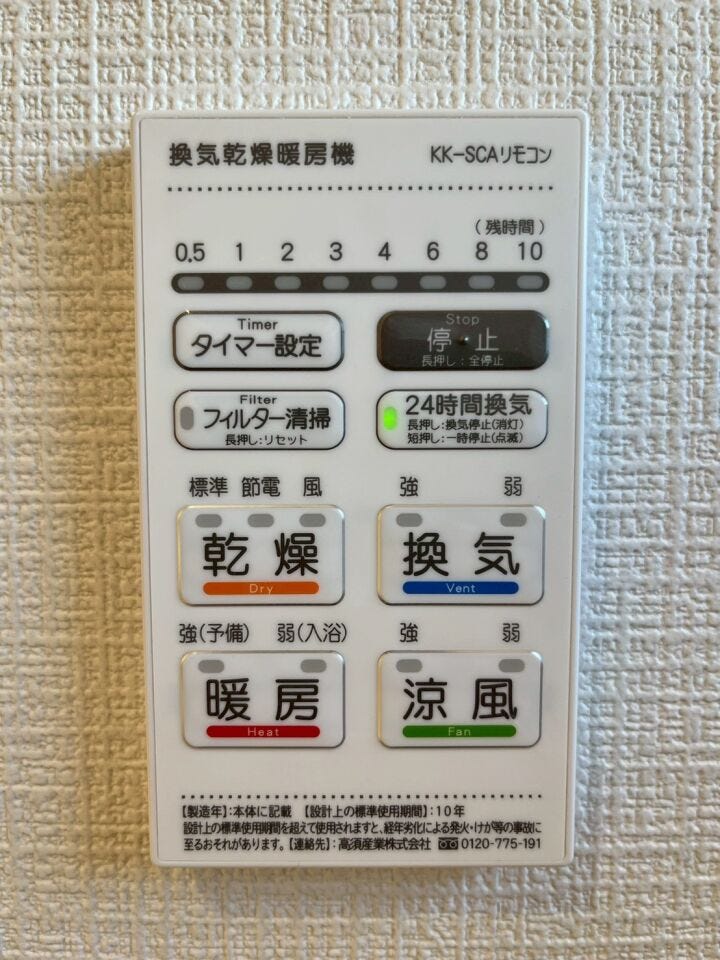 換気乾燥暖房機 KK-SCAリモコン
(残時間)
0.5 1 2 3 4 6 8 10
Timer
タイマー設定
Stop
停・止
長押し:全停止
Filter
フィルター清掃
長押し:リセット
24時間換気
長押し:換気停止(消灯)
短押し:一時停止(点滅)
標準 節電 風
乾燥
Dry
強 弱
換気
Vent
強(予備) 弱(入浴)
暖房
Heat
強 弱
涼風
Fan
【製造年】:本体に記載 【設計上の標準使用期間】:10年
設計上の標準使用期間を超えて使用されますと、経年劣化による発火・けが等の事故に
至るおそれがあります。【連絡先】:高須産業株式会社 0120-775-191